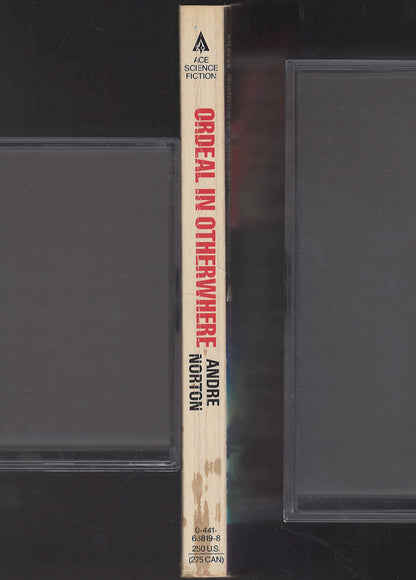 ACE
SCIENCE
FICTION
ORDEAL IN OTHERWHERE
ANDRE
NORTON
0-441-
63819-8
250 U.S.
(275 CAN)